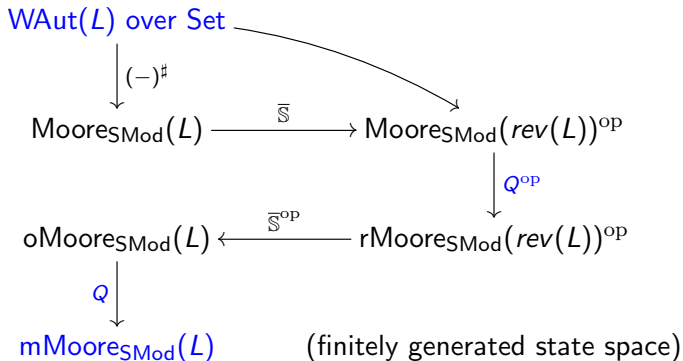 WAut(L) over Set
(−)♯
Moore_SMod(L) 𝕊̅ Moore_SMod(rev(L))^op
Q^op
oMoore_SMod(L) 𝕊̅^op rMoore_SMod(rev(L))^op
Q
mMoore_SMod(L) (finitely generated state space)